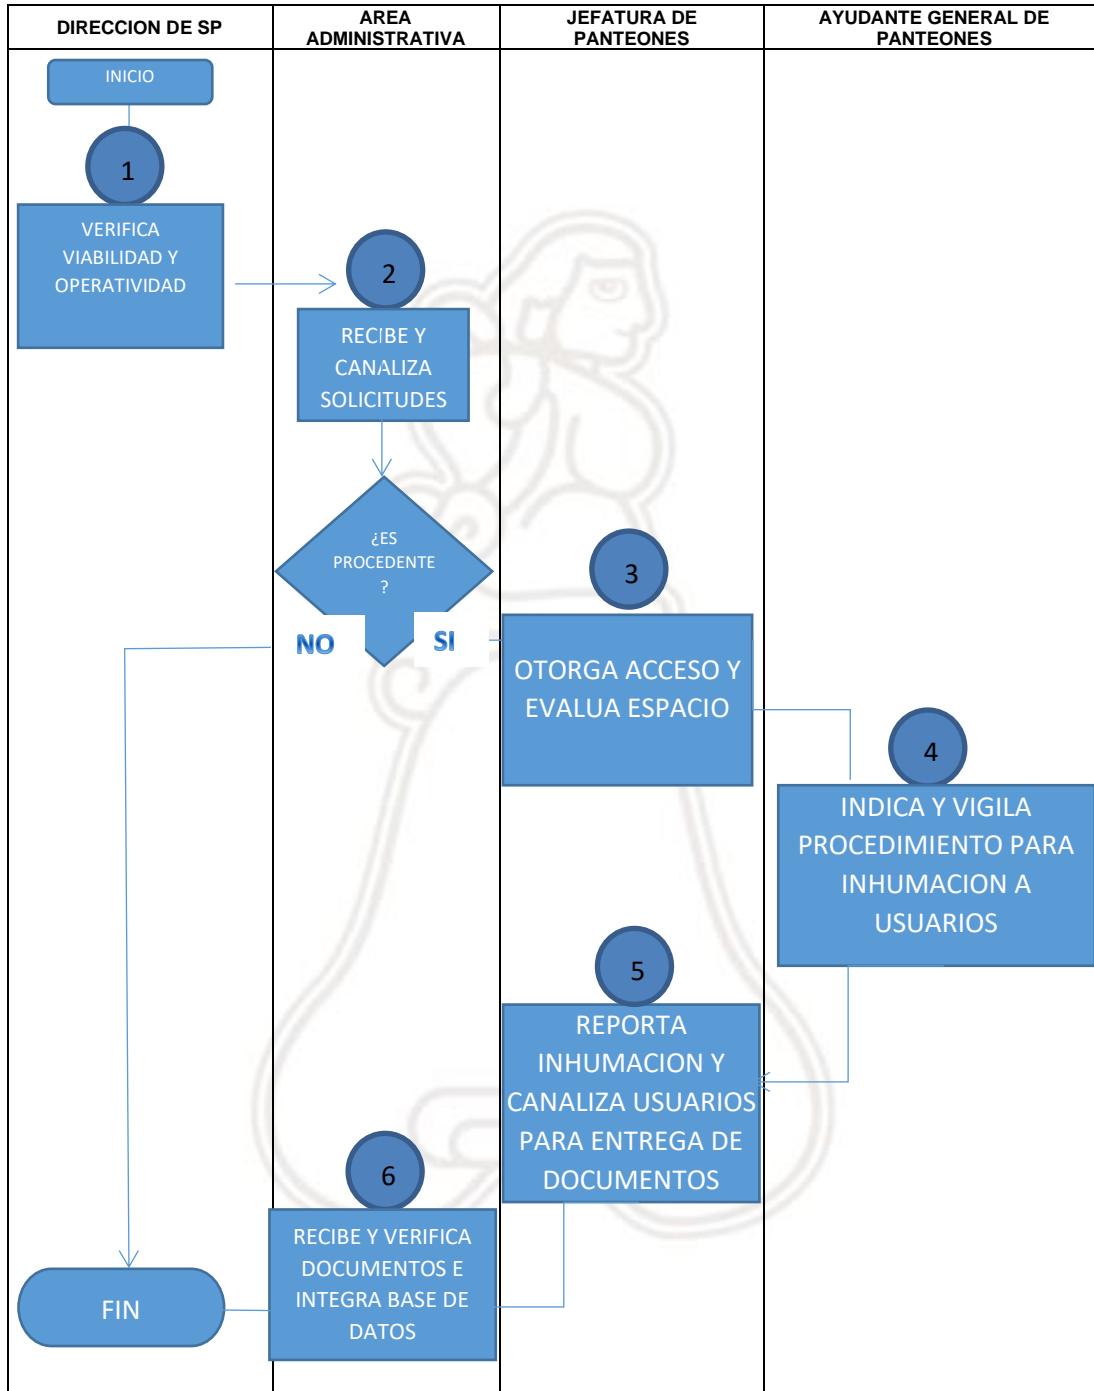 DIRECCION DE SP
AREA
ADMINISTRATIVA
JEFATURA DE
PANTEONES
AYUDANTE GENERAL DE
PANTEONES
INICIO
1
VERIFICA
VIABILIDAD Y
OPERATIVIDAD
2
RECIBE Y
CANALIZA
SOLICITUDES
¿ES
PROCEDENTE
?
NO
SI
3
OTORGA ACCESO Y
EVALUA ESPACIO
4
INDICA Y VIGILA
PROCEDIMIENTO PARA
INHUMACION A
USUARIOS
5
REPORTA
INHUMACION Y
CANALIZA USUARIOS
PARA ENTREGA DE
DOCUMENTOS
6
RECIBE Y VERIFICA
DOCUMENTOS E
INTEGRA BASE DE
DATOS
FIN